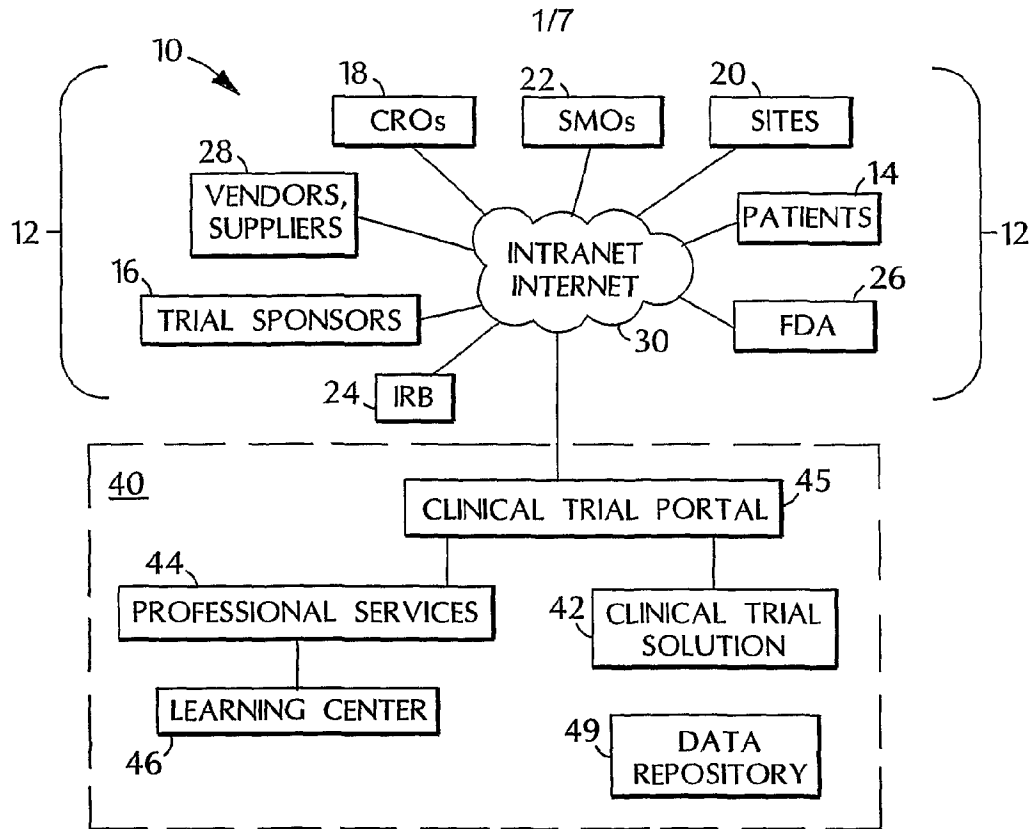 1/7
10
18
22
20
CROs
SMOs
SITES
28
VENDORS,
SUPPLIERS
14
PATIENTS
12
12
INTRANET
INTERNET
16
TRIAL SPONSORS
26
FDA
30
24
IRB
40
CLINICAL TRIAL PORTAL
45
44
PROFESSIONAL SERVICES
42
CLINICAL TRIAL
SOLUTION
LEARNING CENTER
46
49
DATA
REPOSITORY